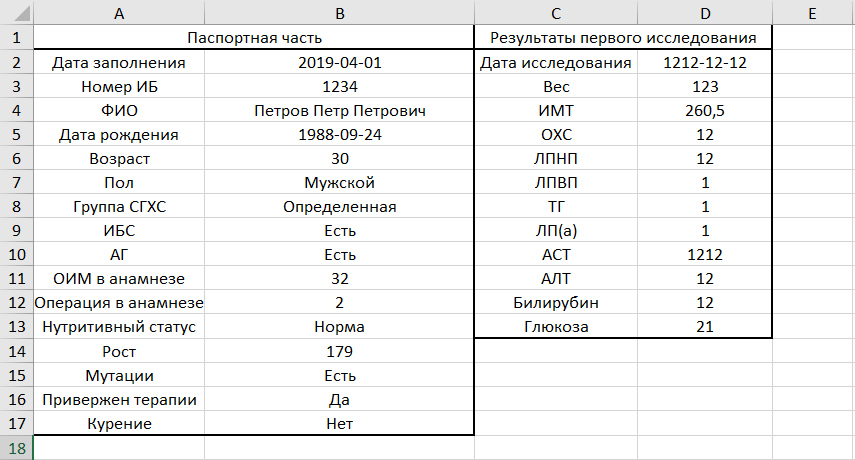 A B C D E
1 Паспортная часть Результаты первого исследования
2 Дата заполнения 2019-04-01 Дата исследования 1212-12-12
3 Номер ИБ 1234 Вес 123
4 ФИО Петров Петр Петрович ИМТ 260,5
5 Дата рождения 1988-09-24 ОХС 12
6 Возраст 30 ЛПНП 12
7 Пол Мужской ЛПВП 1
8 Группа СГХС Определенная ТГ 1
9 ИБС Есть ЛП(а) 1
10 АГ Есть АСТ 1212
11 ОИМ в анамнезе 32 АЛТ 12
12 Операция в анамнезе 2 Билирубин 12
13 Нутритивный статус Норма Глюкоза 21
14 Рост 179
15 Мутации Есть
16 Привержен терапии Да
17 Курение Нет
18